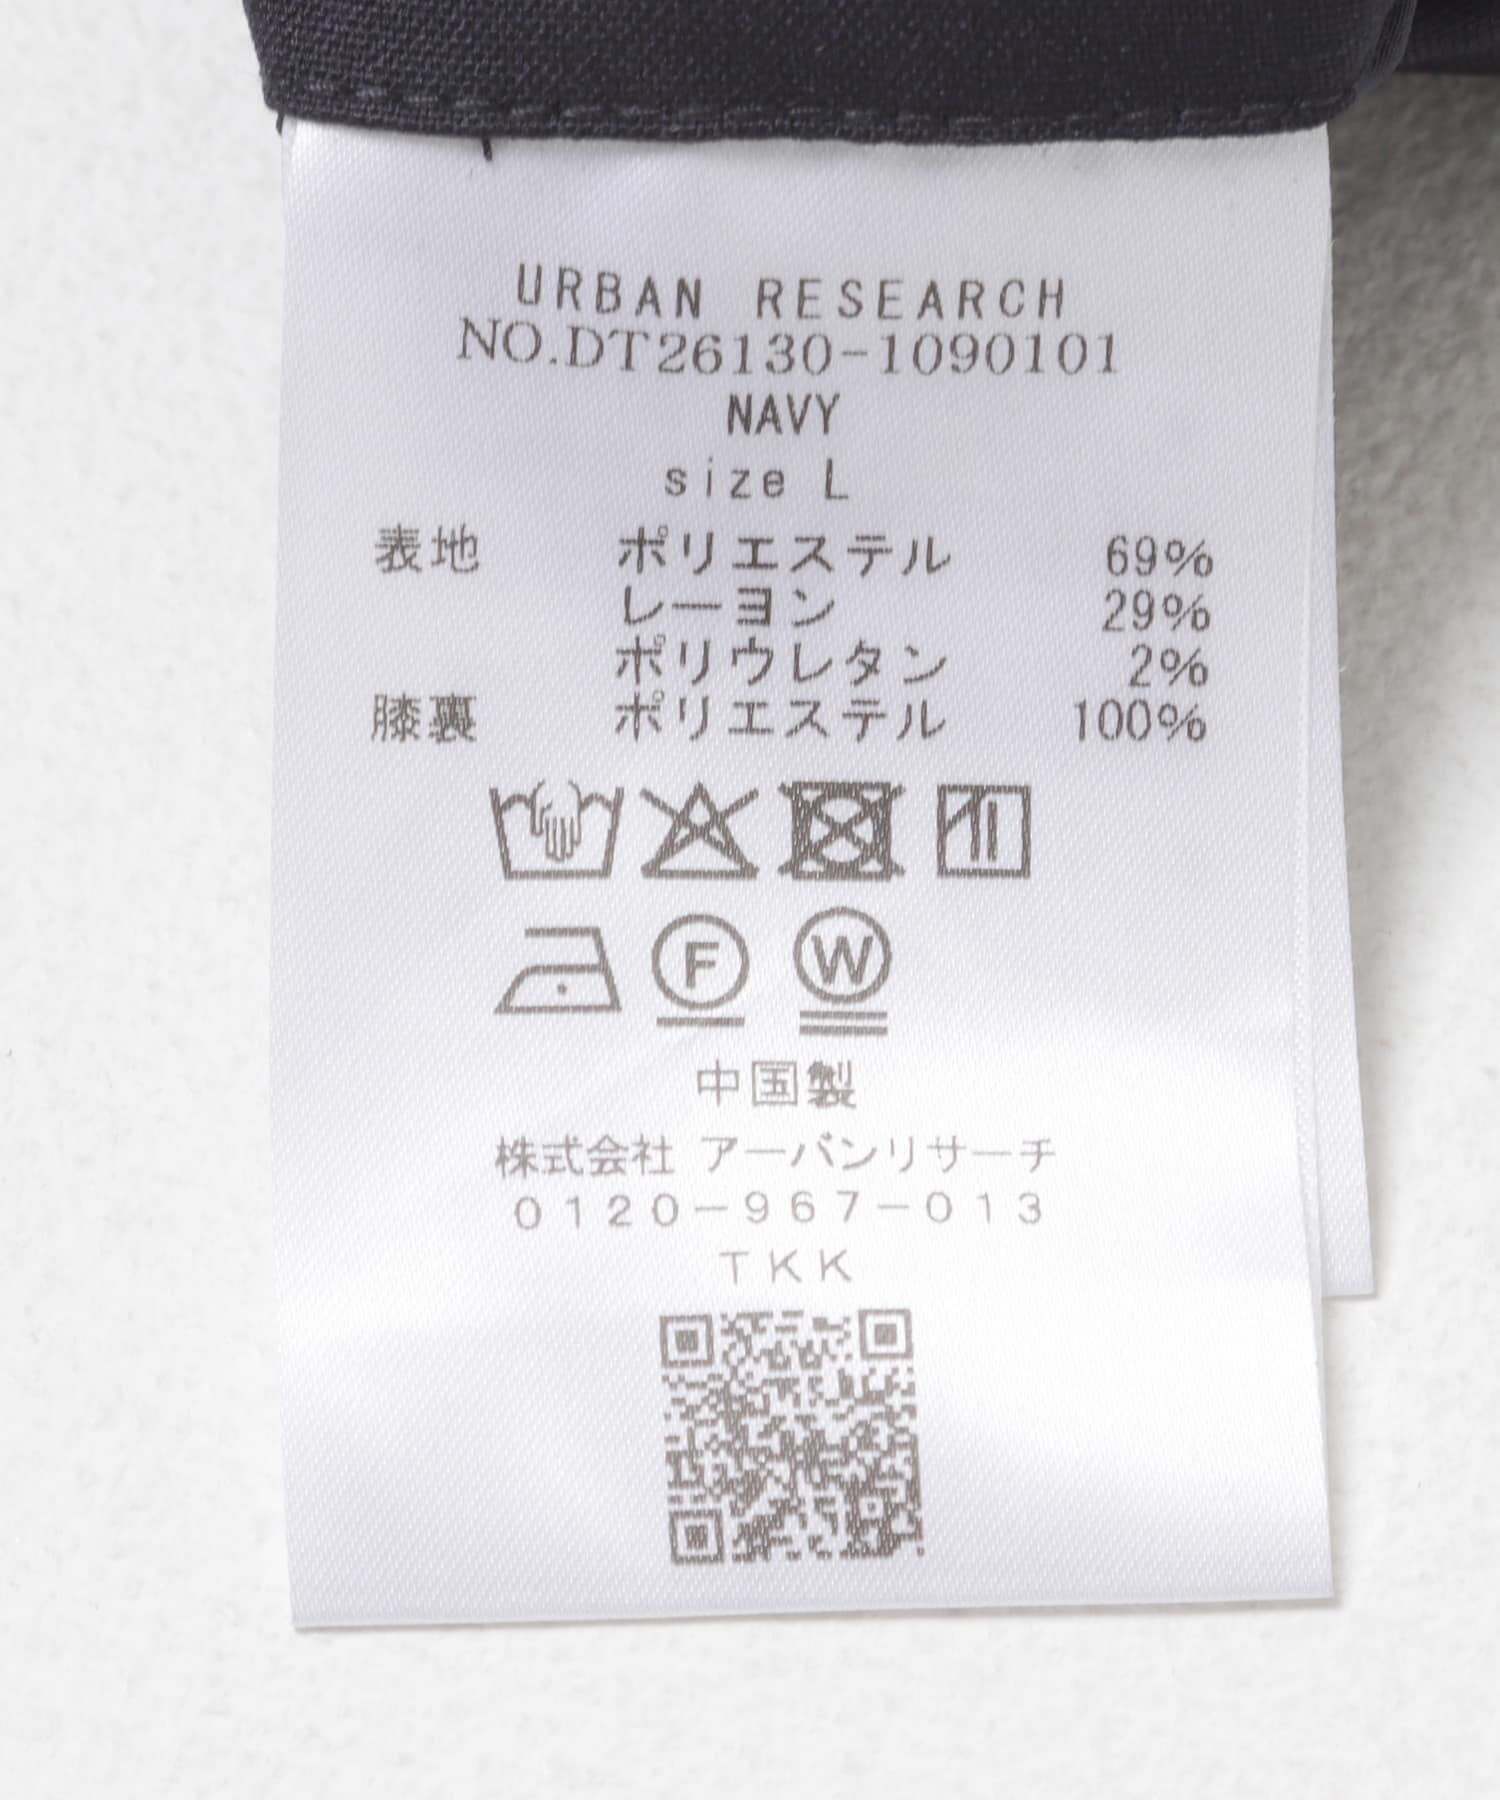 URBAN RESEARCH
NO.DT26130-1090101
NAVY
size L
表地 ポリエステル 69%
レーヨン 29%
ポリウレタン 2%
膝裏 ポリエステル 100%
F W
中国製
株式会社 アーバンリサーチ
0120-967-013
TKK